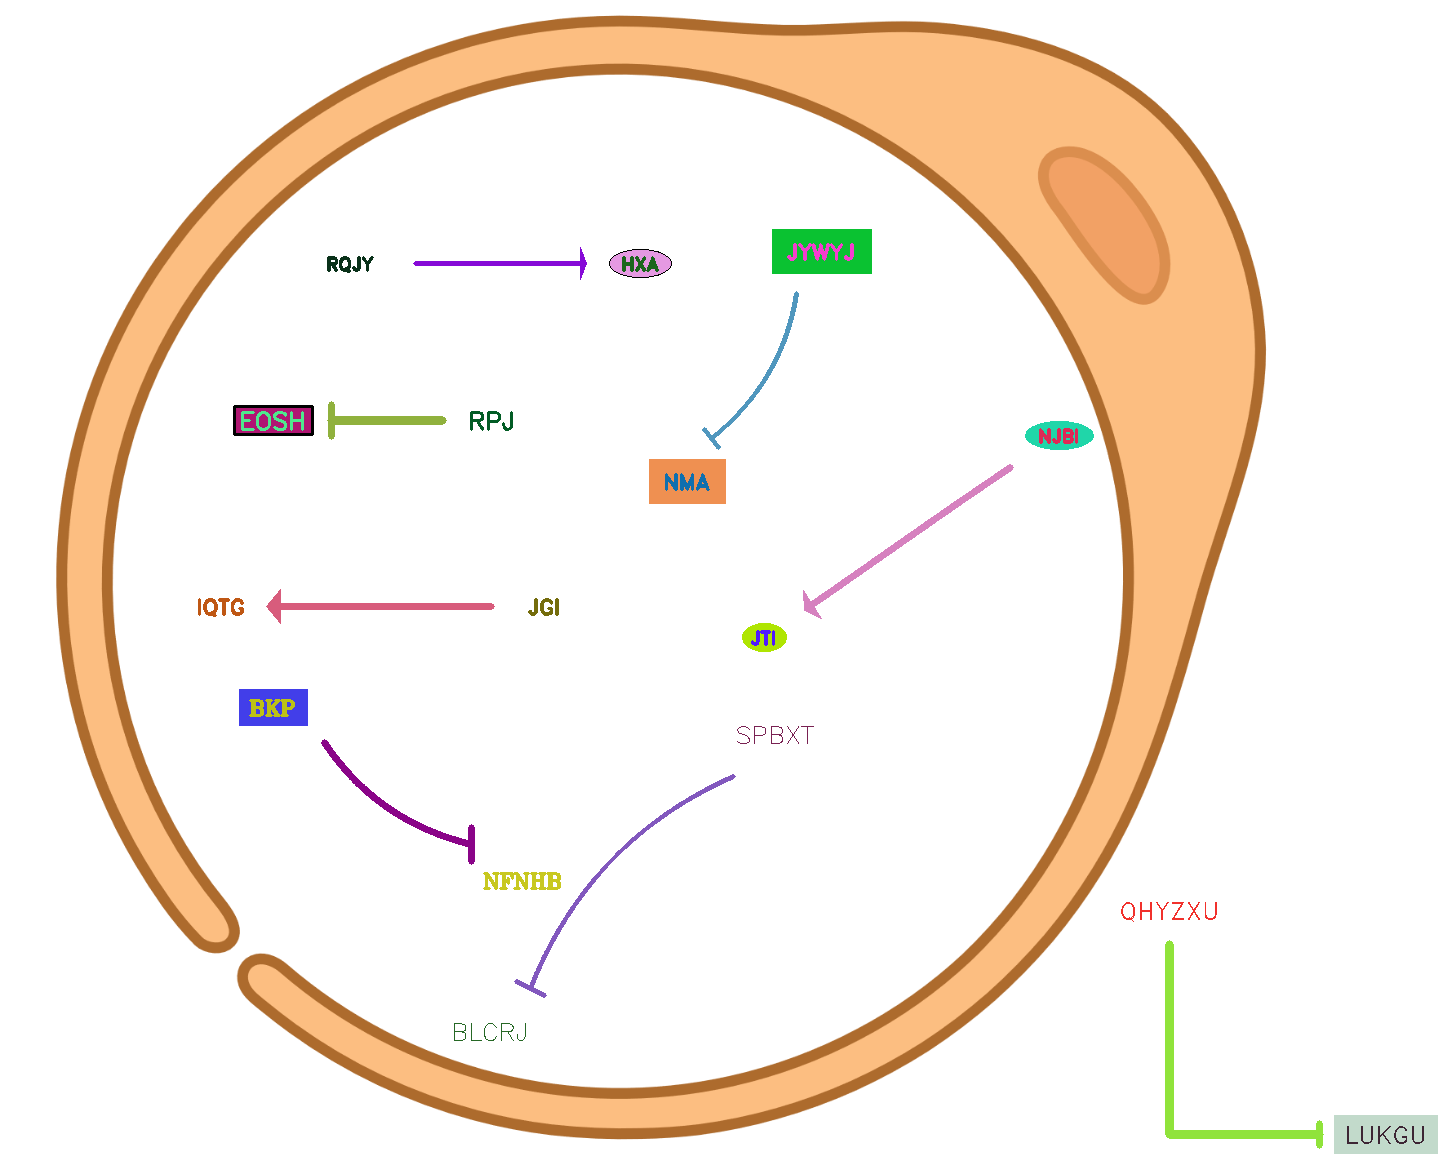 JYWYJ
RQJY
HXA
EOSH
RPJ
NJBI
NMA
IQTG
JGI
JTI
BKP
SPBXT
NFNHB
QHYZXU
BLCRJ
LUKGU